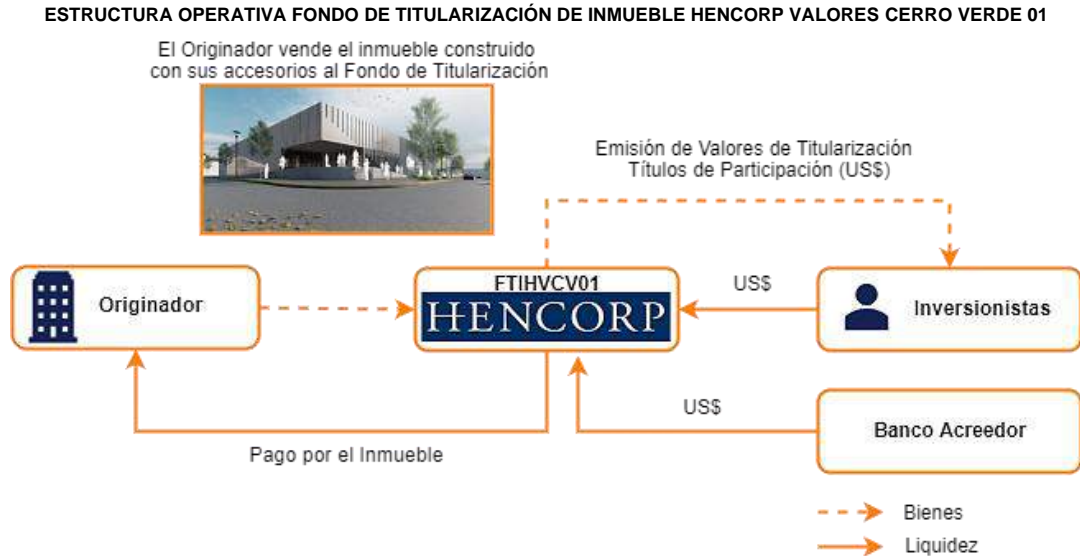 ESTRUCTURA OPERATIVA FONDO DE TITULARIZACIÓN DE INMUEBLE HENCORP VALORES CERRO VERDE 01
El Originador vende el inmueble construido
con sus accesorios al Fondo de Titularización
Emisión de Valores de Titularización
Títulos de Participación (US$)
Originador
FTIHVCV01
HENCORP
US$
Inversionistas
US$
Banco Acreedor
Pago por el Inmueble
Bienes
Liquidez